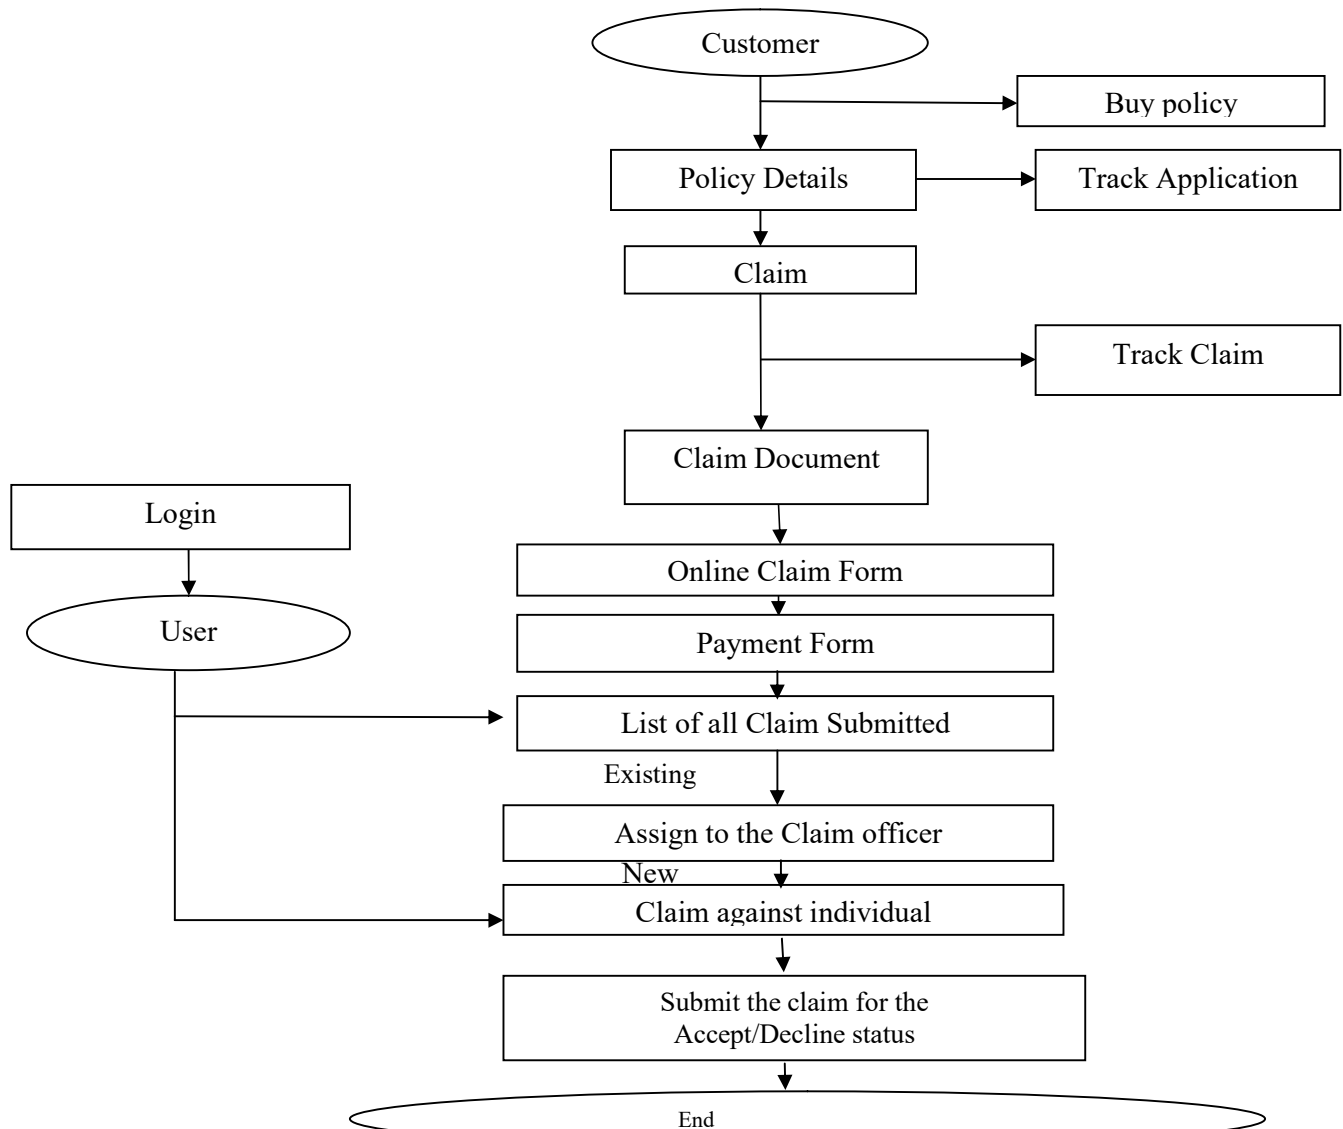 Customer
Buy policy
Policy Details
Track Application
Claim
Track Claim
Claim Document
Login
Online Claim Form
User
Payment Form
List of all Claim Submitted
Existing
Assign to the Claim officer
New
Claim against individual
Submit the claim for the
Accept/Decline status
End